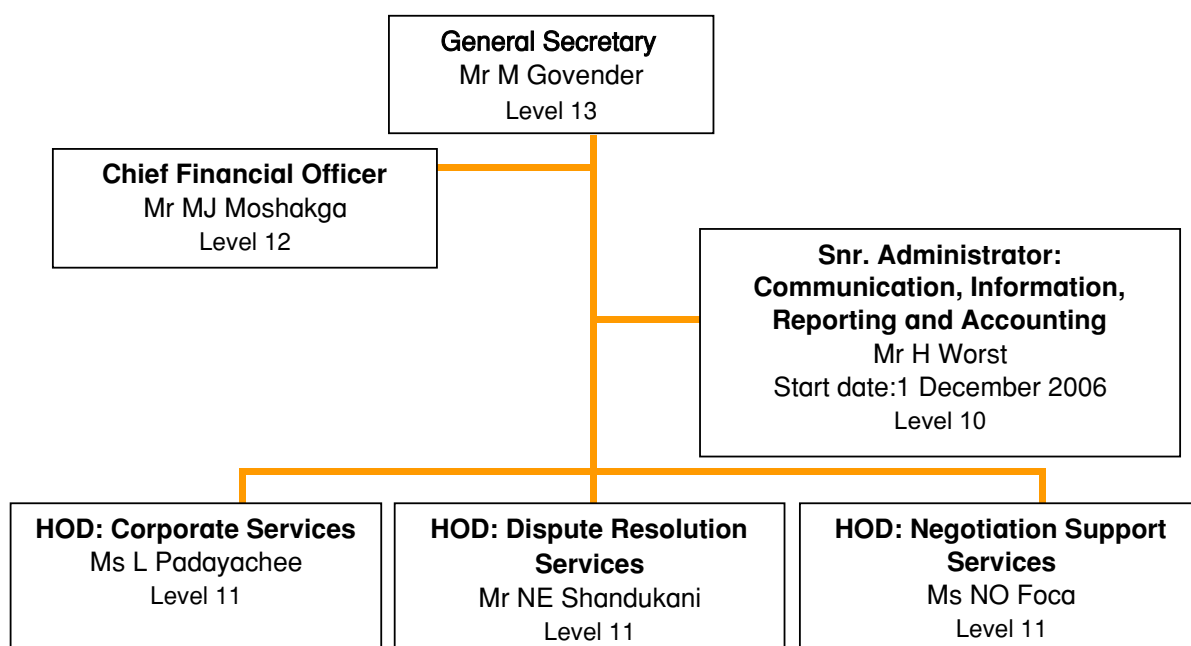 General Secretary
Mr M Govender
Level 13
Chief Financial Officer
Mr MJ Moshakga
Level 12
Snr. Administrator:
Communication, Information,
Reporting and Accounting
Mr H Worst
Start date:1 December 2006
Level 10
HOD: Corporate Services
Ms L Padayachee
Level 11
HOD: Dispute Resolution
Services
Mr NE Shandukani
Level 11
HOD: Negotiation Support
Services
Ms NO Foca
Level 11